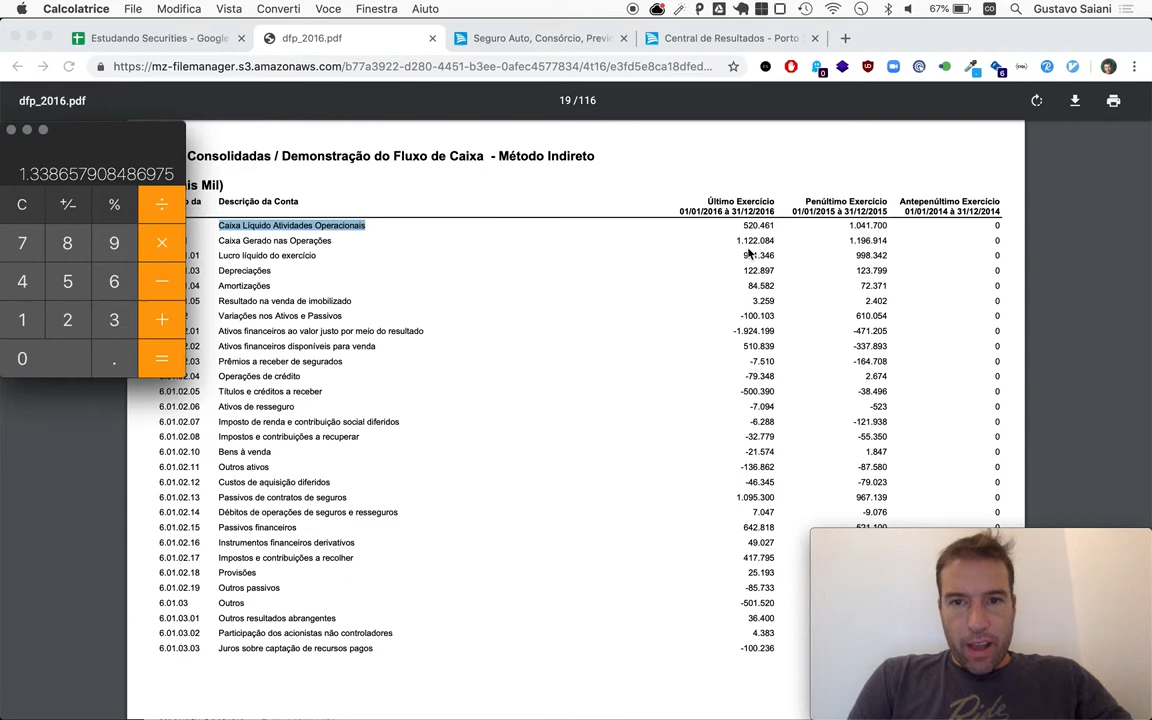 Calcolatrice File Modifica Vista Converti Voce Finestra Aiuto 67% Gustavo Saiani
Estudando Securities - Google
dfp_2016.pdf
Seguro Auto, Consórcio, Previ
Central de Resultados - Porto
https://mz-filemanager.s3.amazonaws.com/b77a3922-d280-4451-b3ee-0afec4577834/4t16/e3fd5e8ca18dfed...
dfp_2016.pdf
19 / 116
1.338657908486975
C +/- % ÷
7 8 9 ×
4 5 6 −
1 2 3 +
0 . =
Consolidadas / Demonstração do Fluxo de Caixa - Método Indireto
is Mil)
da Descrição da Conta Último Exercício Penúltimo Exercício Antepenúltimo Exercício
01/01/2016 à 31/12/2016 01/01/2015 à 31/12/2015 01/01/2014 à 31/12/2014
Caixa Líquido Atividades Operacionais 520.461 1.041.700 0
Caixa Gerado nas Operações 1.122.084 1.196.914 0
.01 Lucro líquido do exercício 998.342 0
.03 Depreciações 122.897 123.799 0
.04 Amortizações 84.582 72.371 0
.05 Resultado na venda de imobilizado 3.259 2.402 0
2 Variações nos Ativos e Passivos -100.103 610.054 0
2.01 Ativos financeiros ao valor justo por meio do resultado -1.924.199 -471.205 0
2.02 Ativos financeiros disponíveis para venda 510.839 -337.893 0
2.03 Prêmios a receber de segurados -7.510 -164.708 0
6.01.02.04 Operações de crédito -79.348 2.674 0
6.01.02.05 Títulos e créditos a receber -500.390 -38.496 0
6.01.02.06 Ativos de resseguro -7.094 -523 0
6.01.02.07 Imposto de renda e contribuição social diferidos -6.288 -121.938 0
6.01.02.08 Impostos e contribuições a recuperar -32.779 -55.350 0
6.01.02.10 Bens à venda -21.574 1.847 0
6.01.02.11 Outros ativos -136.862 -87.580 0
6.01.02.12 Custos de aquisição diferidos -46.345 -79.023 0
6.01.02.13 Passivos de contratos de seguros 1.095.300 967.139 0
6.01.02.14 Débitos de operações de seguros e resseguros 7.047 -9.076 0
6.01.02.15 Passivos financeiros 642.818 521.100 0
6.01.02.16 Instrumentos financeiros derivativos 49.027
6.01.02.17 Impostos e contribuições a recolher 417.795
6.01.02.18 Provisões 25.193
6.01.02.19 Outros passivos -85.733
6.01.03 Outros -501.520
6.01.03.01 Outros resultados abrangentes 36.400
6.01.03.02 Participação dos acionistas não controladores 4.383
6.01.03.03 Juros sobre captação de recursos pagos -100.236
Ride